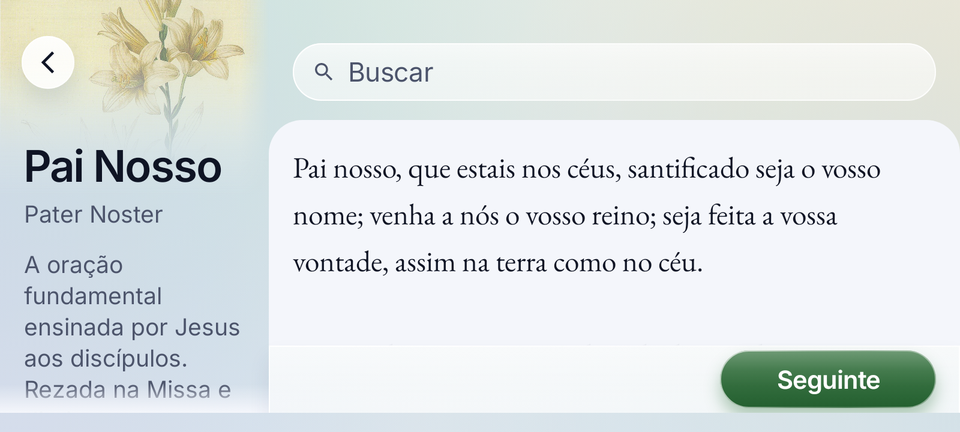 Pai Nosso
Pater Noster
A oração
fundamental
ensinada por Jesus
aos discípulos.
Rezada na Missa e
Buscar
Pai nosso, que estais nos céus, santificado seja o vosso
nome; venha a nós o vosso reino; seja feita a vossa
vontade, assim na terra como no céu.
Seguinte